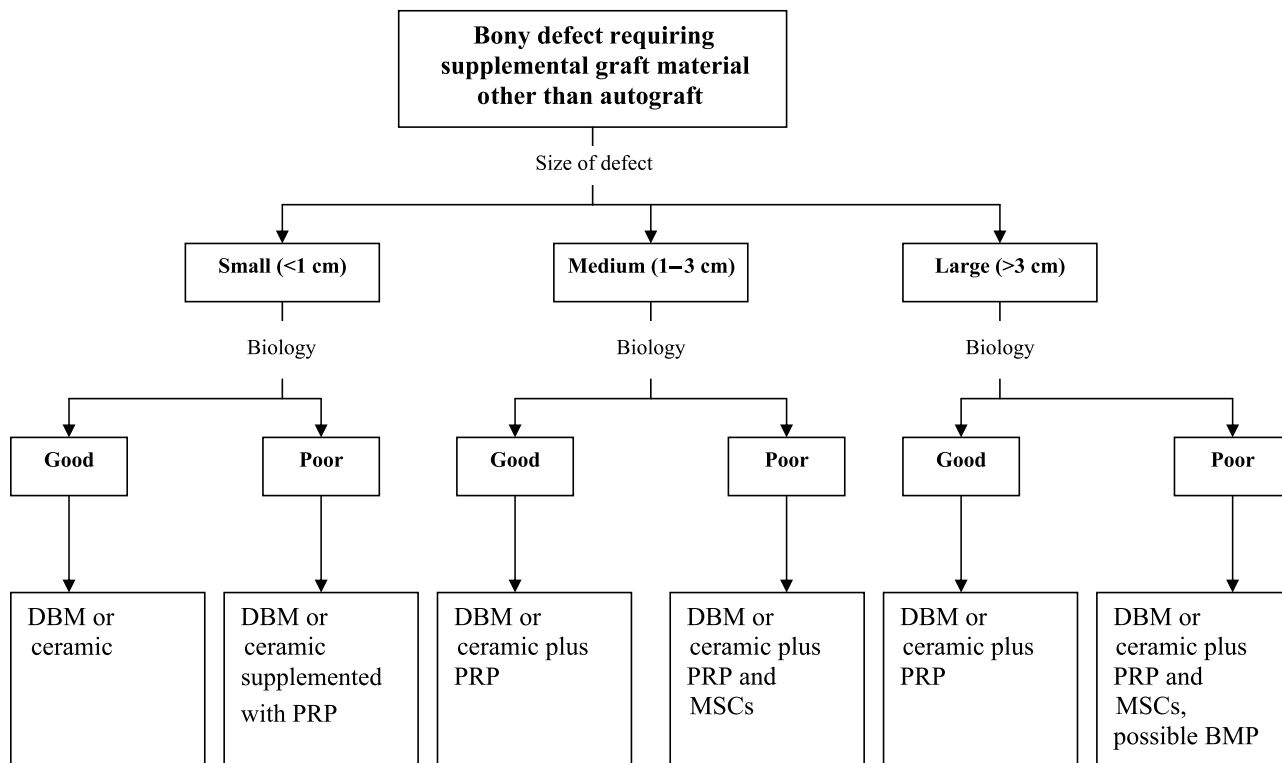 Bony defect requiring
supplemental graft material
other than autograft
Size of defect
Small (<1 cm)
Medium (1–3 cm)
Large (>3 cm)
Biology
Biology
Biology
Good
Poor
Good
Poor
Good
Poor
DBM or
ceramic
DBM or
ceramic
supplemented
with PRP
DBM or
ceramic plus
PRP
DBM or
ceramic plus
PRP and
MSCs
DBM or
ceramic plus
PRP
DBM or
ceramic plus
PRP and
MSCs,
possible BMP